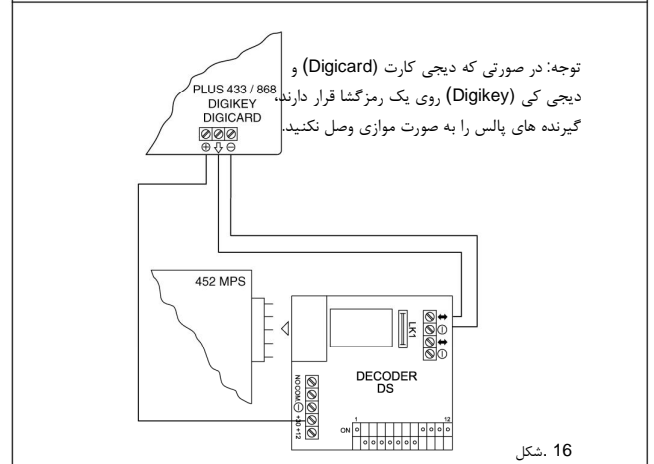 توجه: در صورتی که دیجی کارت (Digicard) و
دیجی کی (Digikey) روی یک رمزگشا قرار دارند،
گیرنده های پالس را به صورت موازی وصل نکنید.
PLUS 433 / 868
DIGIKEY
DIGICARD
452 MPS
LK1
DECODER
DS
NO
COM
+30
+12
1 12
ON
16 .شکل